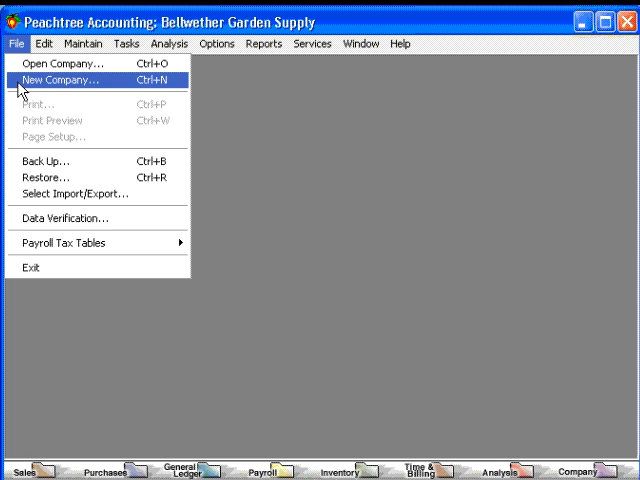 Peachtree Accounting: Bellwether Garden Supply
File Edit Maintain Tasks Analysis Options Reports Services Window Help
Open Company... Ctrl+O
New Company... Ctrl+N
Print... Ctrl+P
Print Preview Ctrl+W
Page Setup...
Back Up... Ctrl+B
Restore... Ctrl+R
Select Import/Export...
Data Verification...
Payroll Tax Tables
Exit
Sales Purchases General Ledger Payroll Inventory Time & Billing Analysis Company